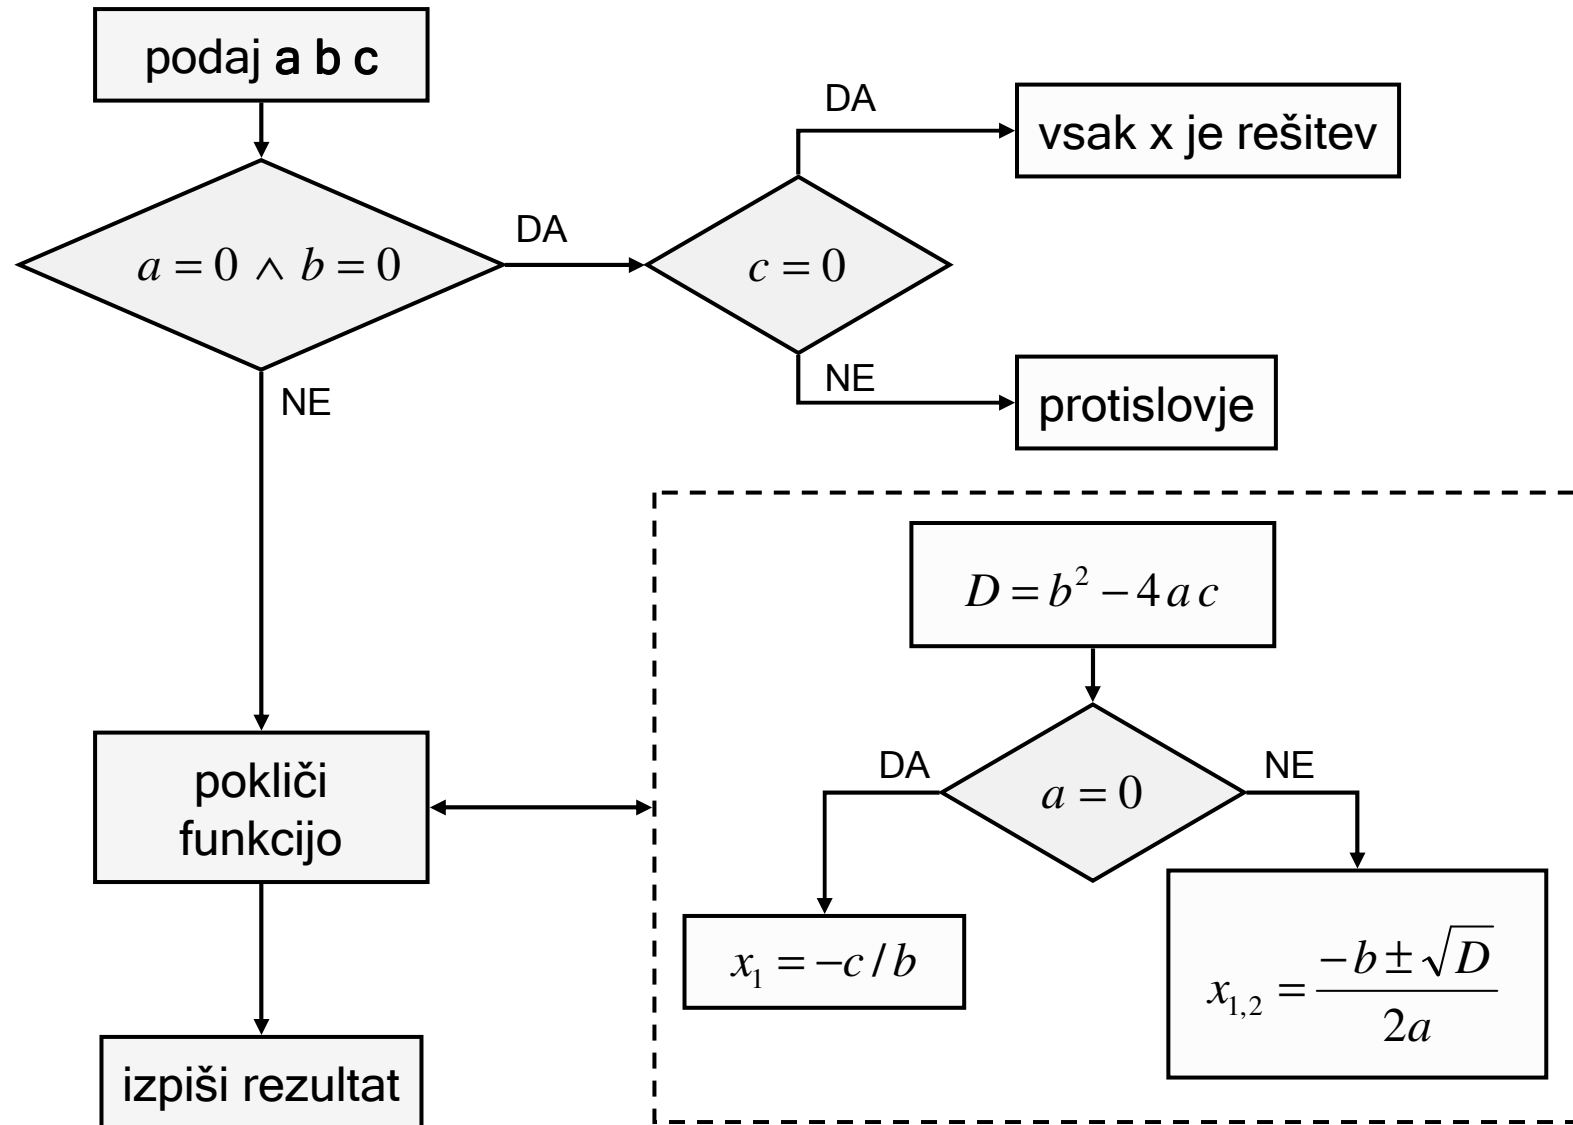 podaj a b c
a = 0 ∧ b = 0
DA
c = 0
DA
vsak x je rešitev
NE
protislovje
NE
pokliči
funkcijo
izpiši rezultat
D = b² − 4 a c
a = 0
DA
x₁ = −c / b
NE
x₁,₂ = (−b ± √D) / 2a